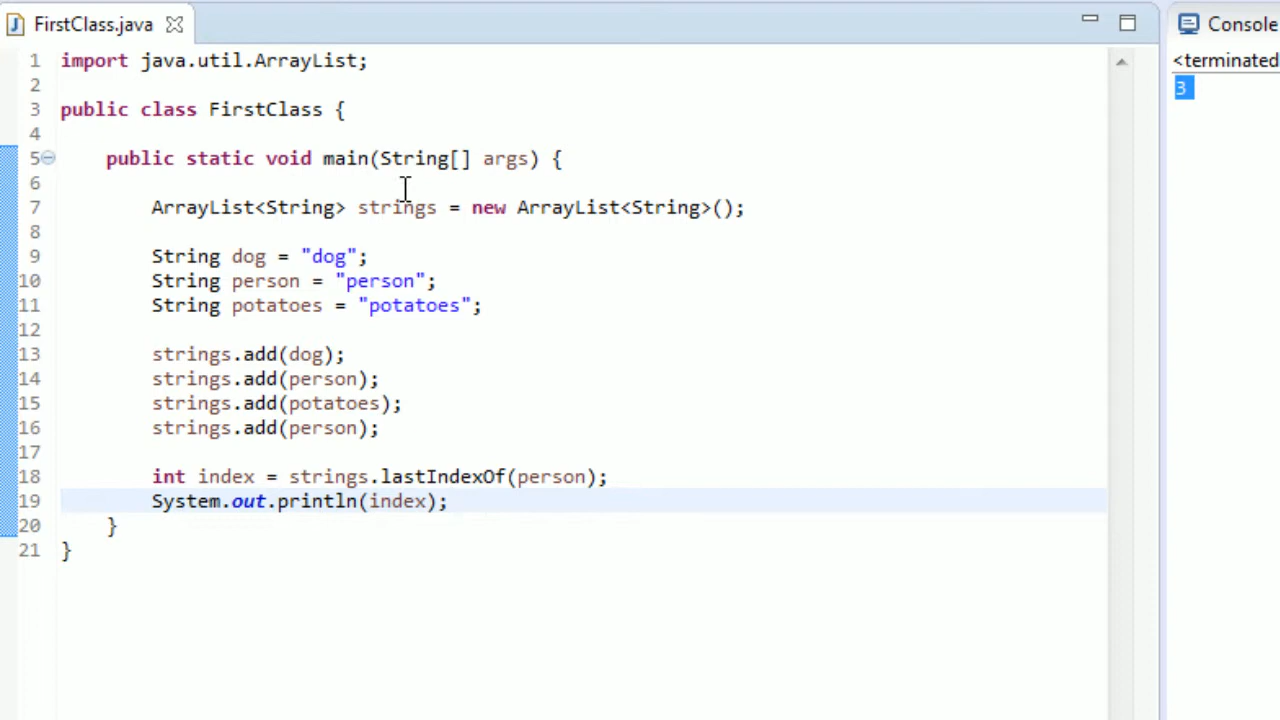 FirstClass.java
Console
<terminated
3
1 import java.util.ArrayList;
2
3 public class FirstClass {
4
5 public static void main(String[] args) {
6
7 ArrayList<String> strings = new ArrayList<String>();
8
9 String dog = "dog";
10 String person = "person";
11 String potatoes = "potatoes";
12
13 strings.add(dog);
14 strings.add(person);
15 strings.add(potatoes);
16 strings.add(person);
17
18 int index = strings.lastIndexOf(person);
19 System.out.println(index);
20 }
21 }